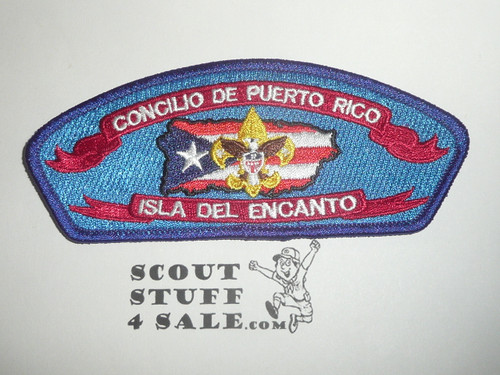 CONCILIO DE PUERTO RICO
ISLA DEL ENCANTO
SCOUT
STUFF
4 SALE.COM